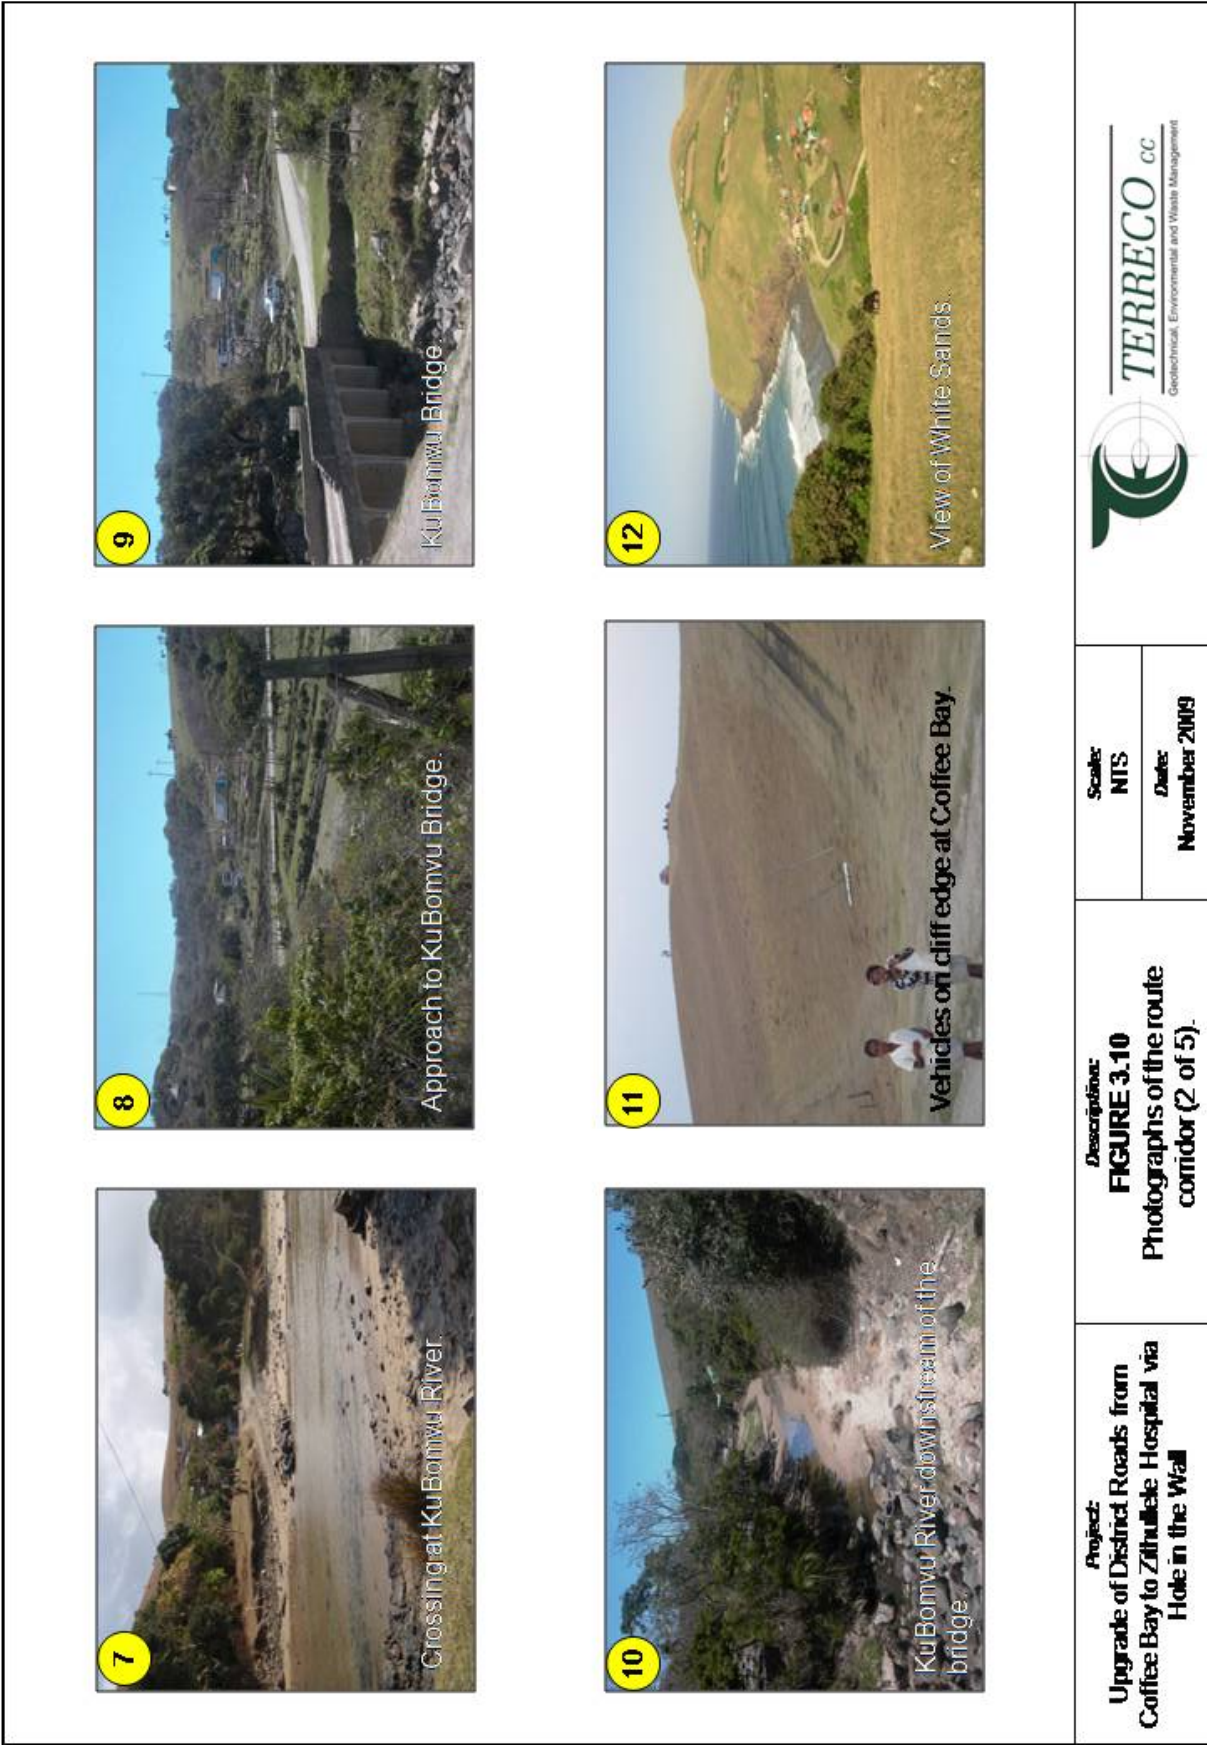 7
Crossing at KuBomvu River.
8
Approach to KuBomvu Bridge.
9
KuBomvu Bridge.
10
KuBomvu River downstream of the
bridge.
11
Vehicles on cliff edge at Coffee Bay.
12
View of White Sands.
Project:
Upgrade of District Roads from
Coffee Bay to Zithulele Hospital via
Hole in the Wall
Description:
FIGURE 3.10
Photographs of the route
corridor (2 of 5).
Scale:
NTS
Date:
November 2009
TERRECO cc
Geotechnical, Environmental and Waste Management